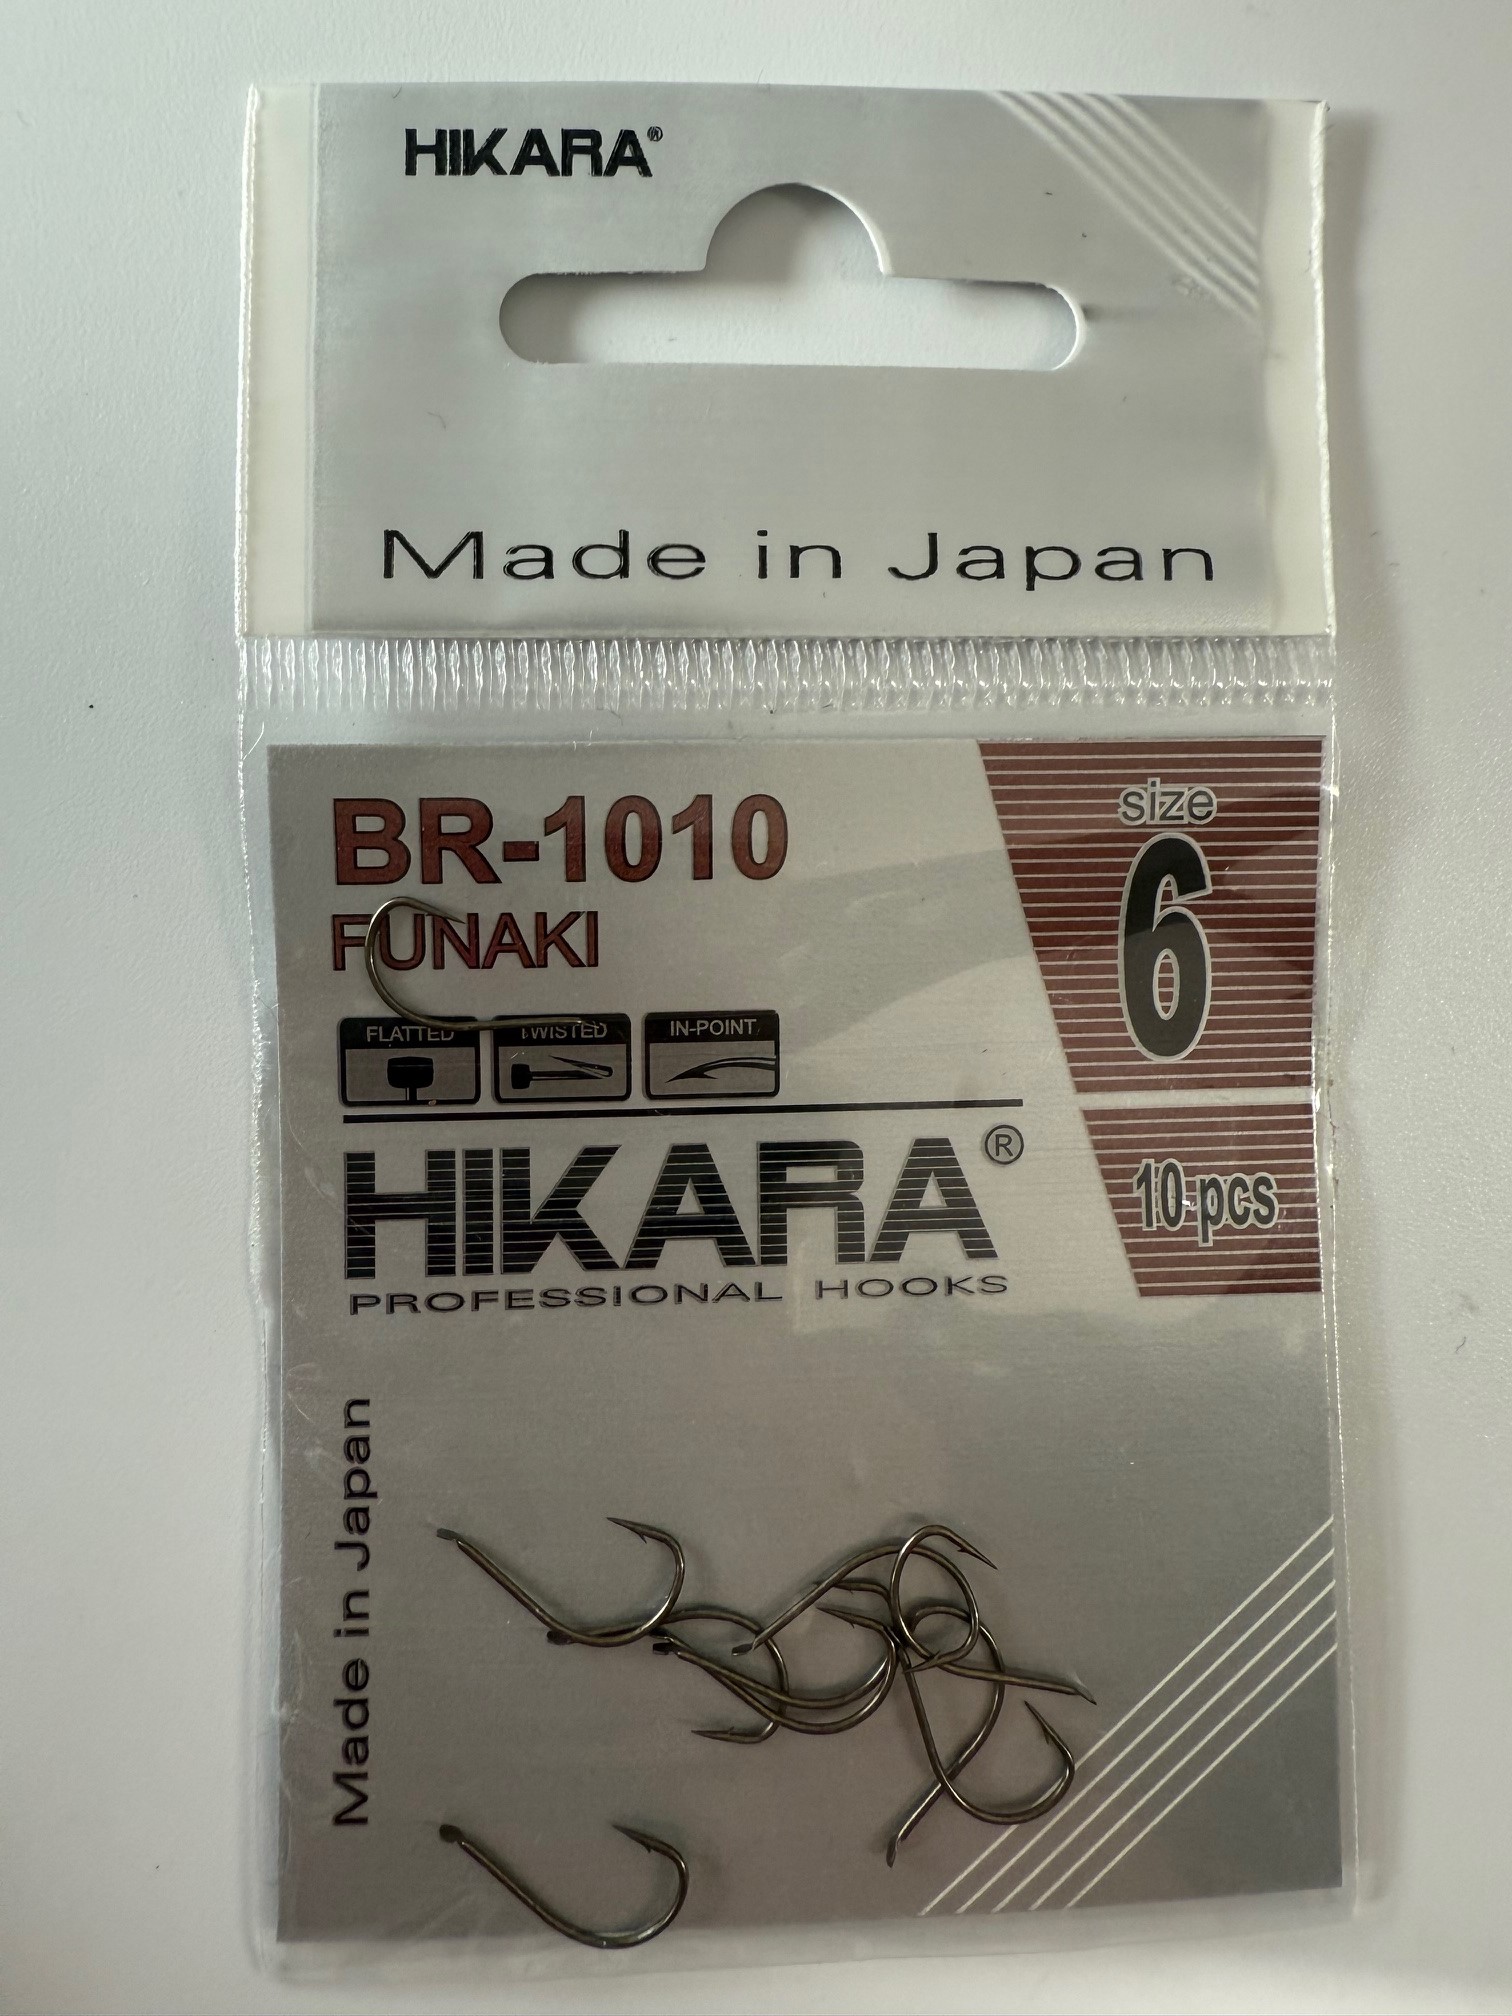 HIKARA®
Made in Japan
BR-1010
FUNAKI
size
6
FLATTED TWISTED IN-POINT
HIKARA®
PROFESSIONAL HOOKS
10 pcs
Made in Japan